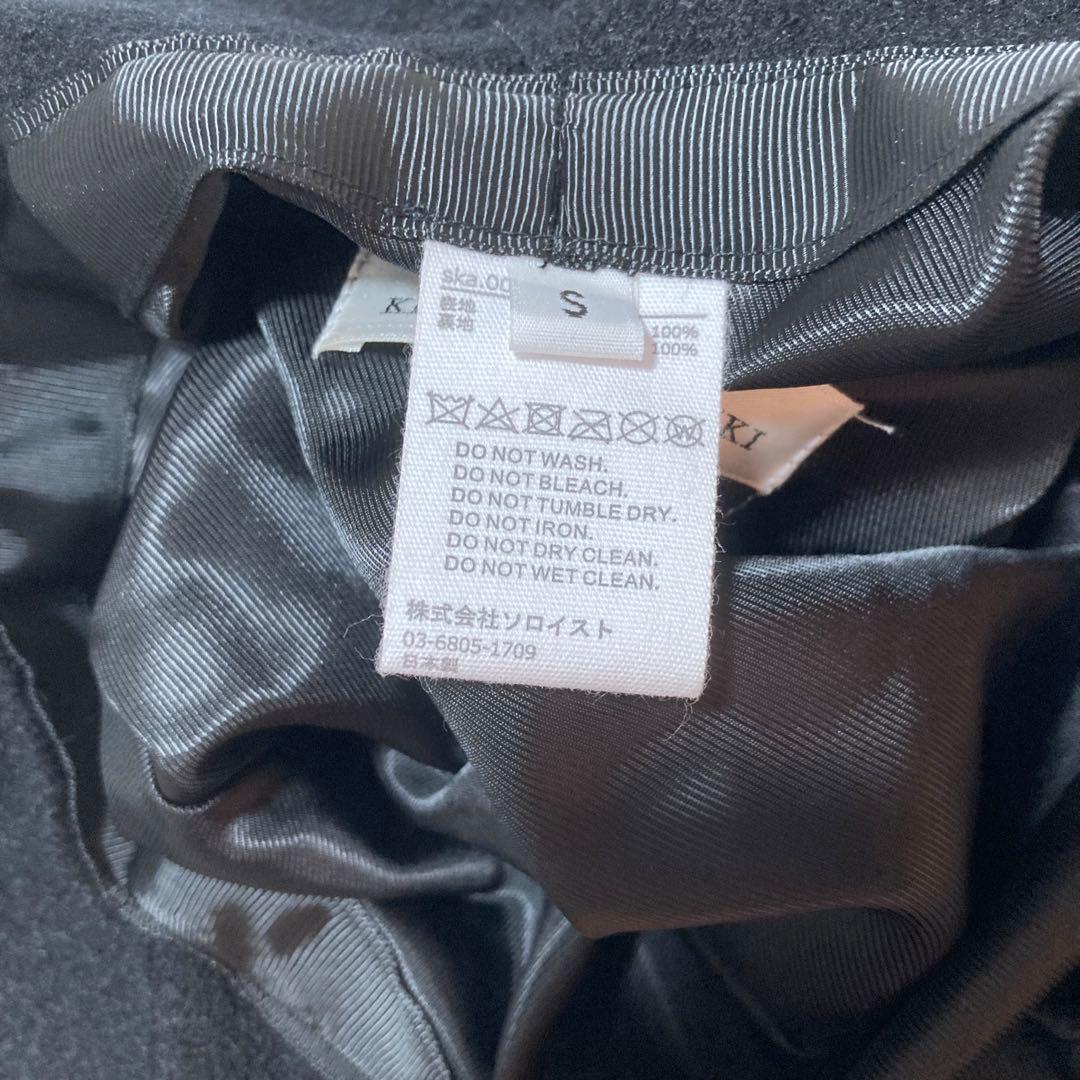 ska.00
S
表地 100%
裏地 100%
KI
W
DO NOT WASH.
DO NOT BLEACH.
DO NOT TUMBLE DRY.
DO NOT IRON.
DO NOT DRY CLEAN.
DO NOT WET CLEAN.
株式会社ソロイスト
03-6805-1709
日本製